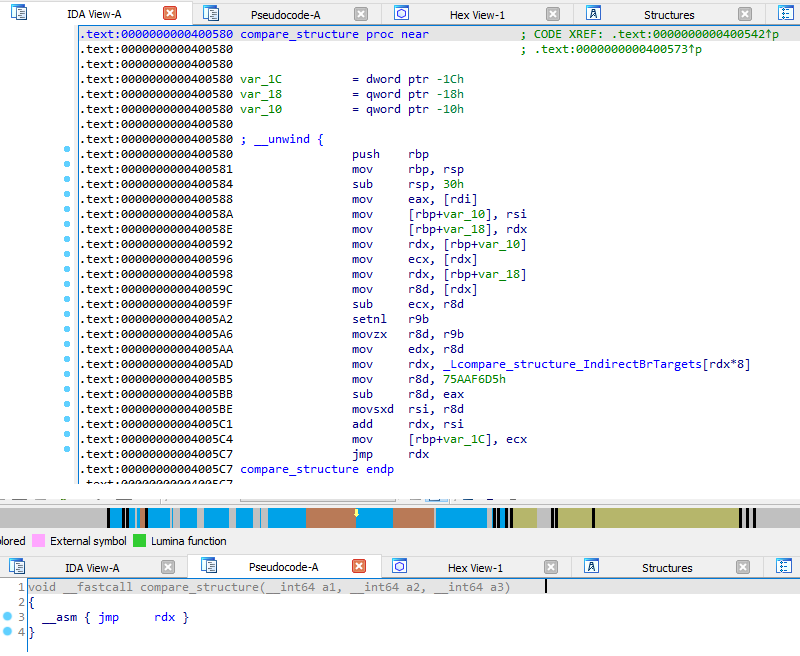 IDA View-A Pseudocode-A Hex View-1 Structures
.text:0000000000400580 compare_structure proc near ; CODE XREF: .text:0000000000400542↑p
.text:0000000000400580 ; .text:0000000000400573↑p
.text:0000000000400580
.text:0000000000400580 var_1C = dword ptr -1Ch
.text:0000000000400580 var_18 = qword ptr -18h
.text:0000000000400580 var_10 = qword ptr -10h
.text:0000000000400580
.text:0000000000400580 ; __unwind {
.text:0000000000400580 push rbp
.text:0000000000400581 mov rbp, rsp
.text:0000000000400584 sub rsp, 30h
.text:0000000000400588 mov eax, [rdi]
.text:000000000040058A mov [rbp+var_10], rsi
.text:000000000040058E mov [rbp+var_18], rdx
.text:0000000000400592 mov rdx, [rbp+var_10]
.text:0000000000400596 mov ecx, [rdx]
.text:0000000000400598 mov rdx, [rbp+var_18]
.text:000000000040059C mov r8d, [rdx]
.text:000000000040059F sub ecx, r8d
.text:00000000004005A2 setnl r9b
.text:00000000004005A6 movzx r8d, r9b
.text:00000000004005AA mov edx, r8d
.text:00000000004005AD mov rdx, _Lcompare_structure_IndirectBrTargets[rdx*8]
.text:00000000004005B5 mov r8d, 75AAF6D5h
.text:00000000004005BB sub r8d, eax
.text:00000000004005BE movsxd rsi, r8d
.text:00000000004005C1 add rdx, rsi
.text:00000000004005C4 mov [rbp+var_1C], ecx
.text:00000000004005C7 jmp rdx
.text:00000000004005C7 compare_structure endp
.text:00000000004005C7
lored External symbol Lumina function
IDA View-A Pseudocode-A Hex View-1 Structures
1 void __fastcall compare_structure(__int64 a1, __int64 a2, __int64 a3)
2 {
3 __asm { jmp rdx }
4 }